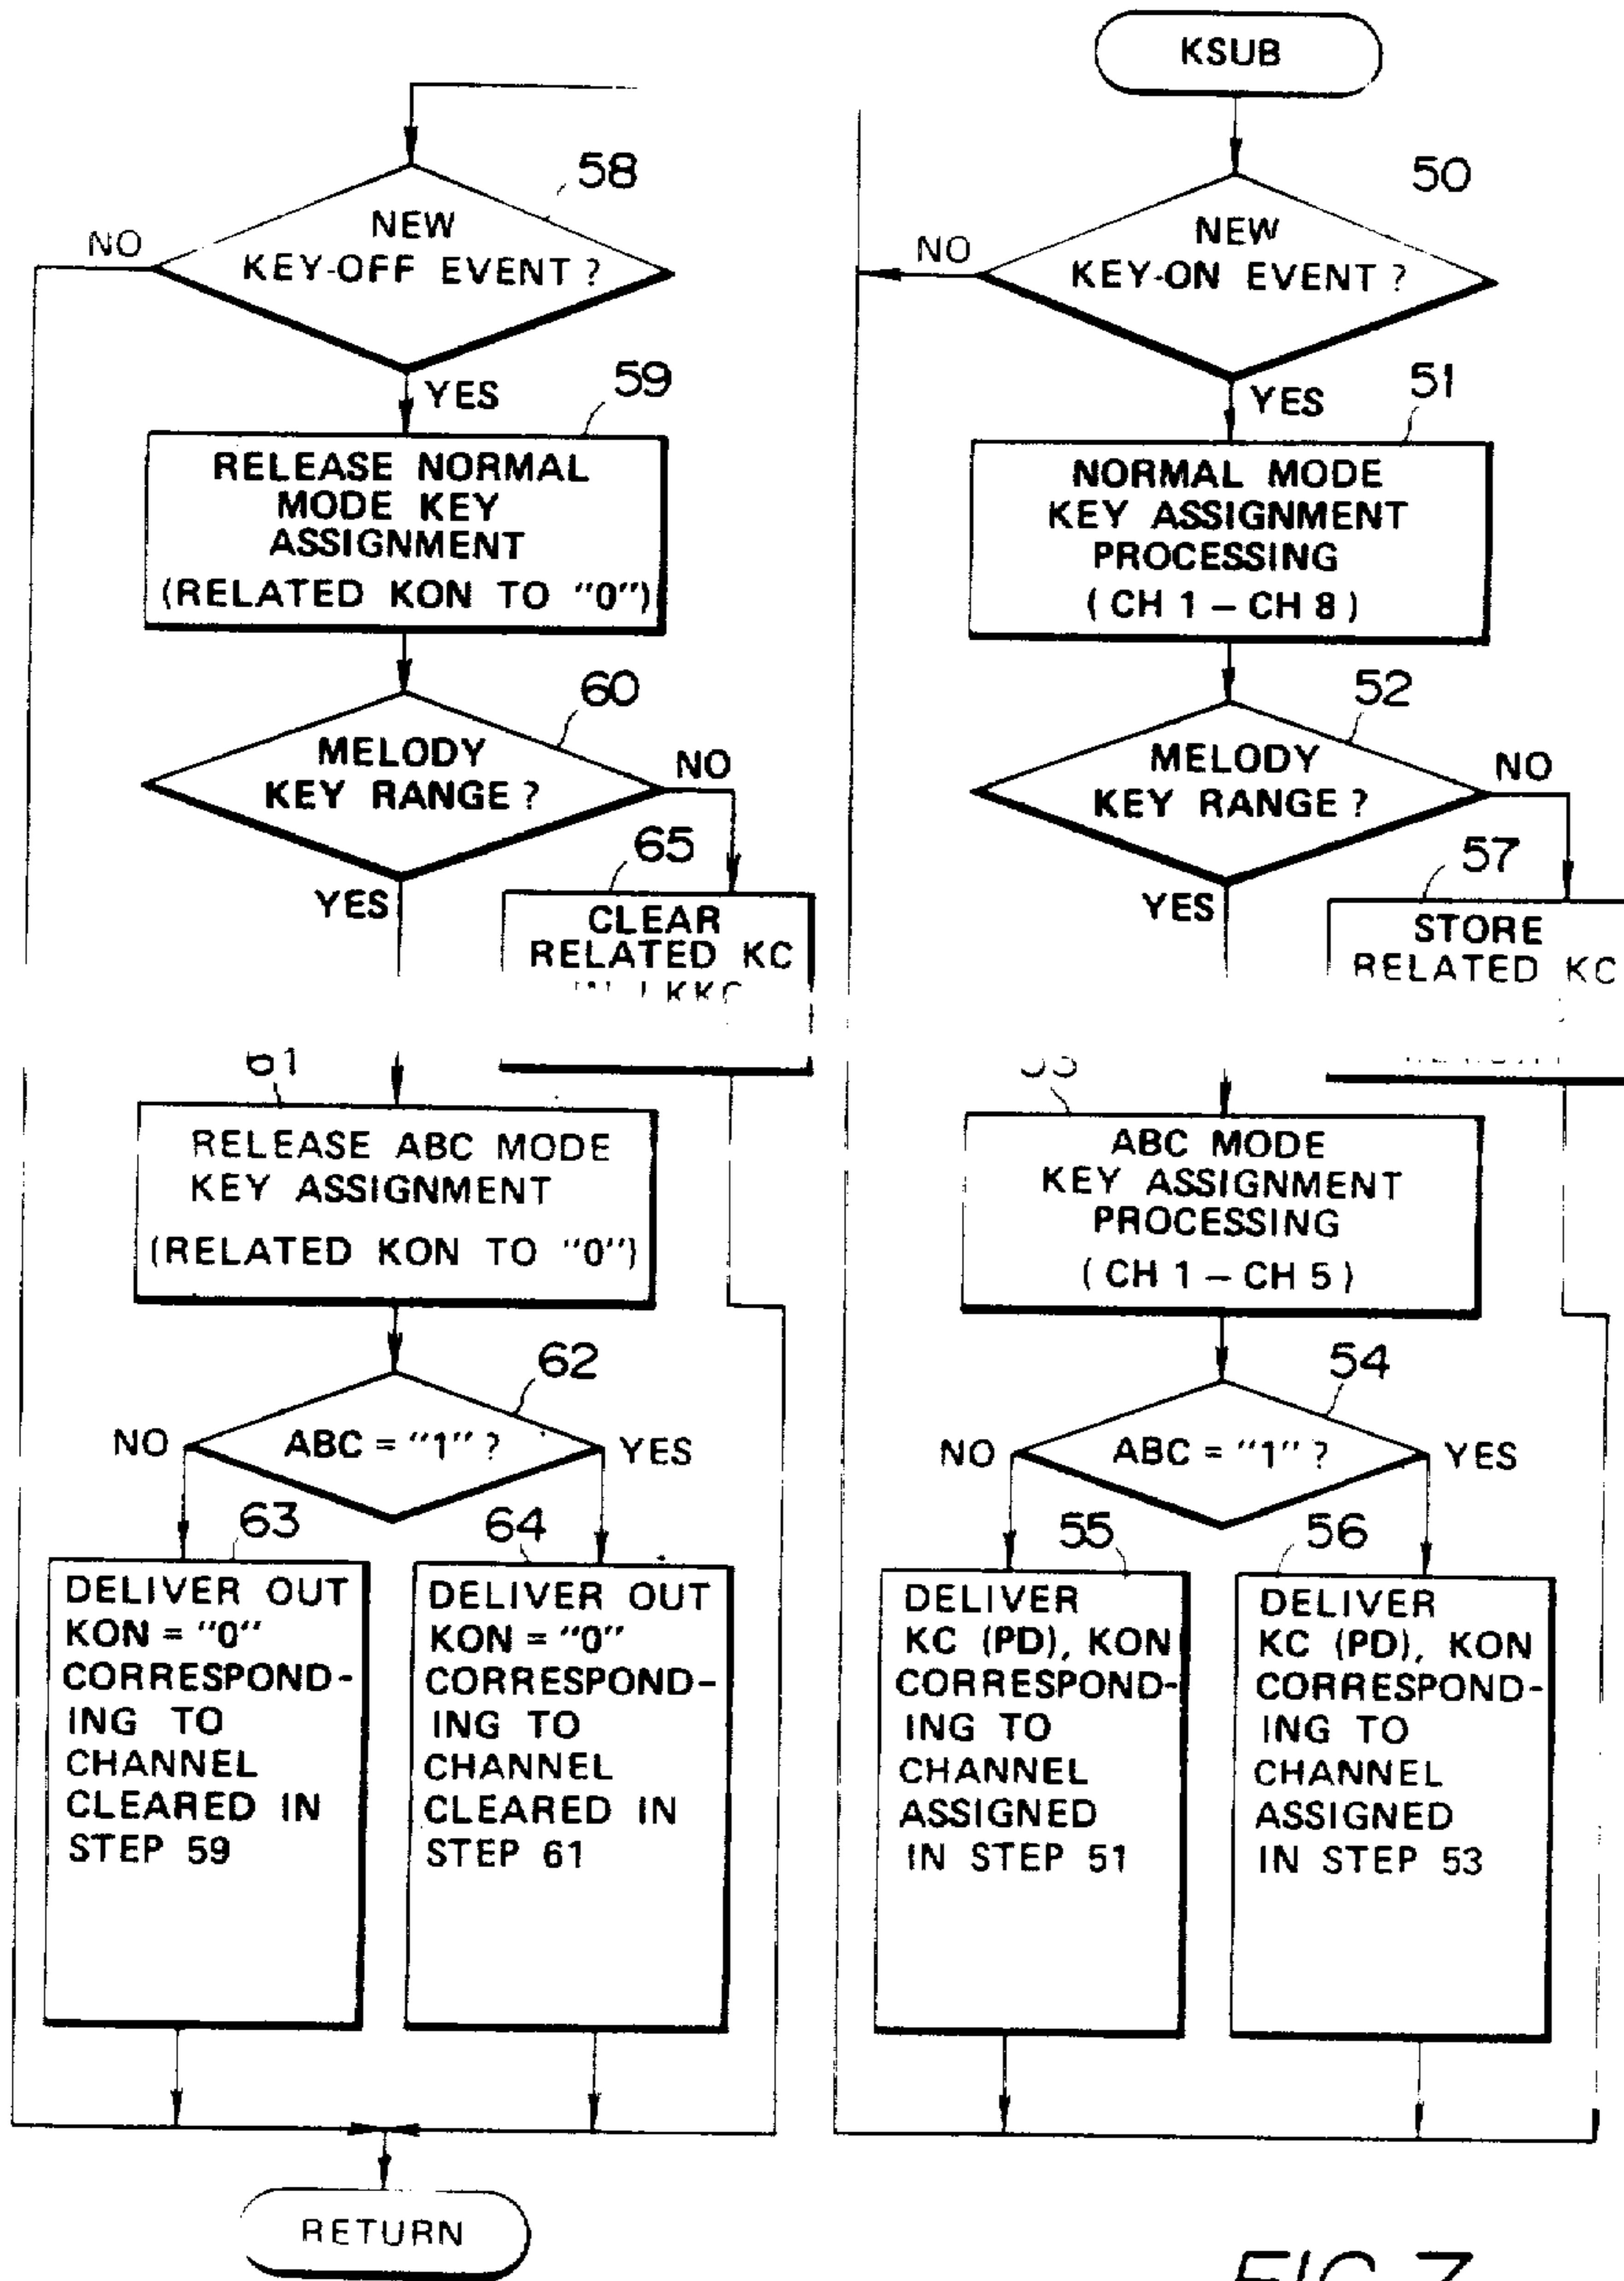 KSUB
50
NEW
KEY-ON EVENT ?
NO
YES
51
NORMAL MODE
KEY ASSIGNMENT
PROCESSING
( CH 1 – CH 8 )
52
MELODY
KEY RANGE ?
NO
YES
57
STORE
RELATED KC
ABC MODE
KEY ASSIGNMENT
PROCESSING
( CH 1 – CH 5 )
54
ABC = "1" ?
NO
YES
55
DELIVER
KC (PD), KON
CORRESPOND-
ING TO
CHANNEL
ASSIGNED
IN STEP 51
56
DELIVER
KC (PD), KON
CORRESPOND-
ING TO
CHANNEL
ASSIGNED
IN STEP 53
58
NEW
KEY-OFF EVENT ?
NO
YES
59
RELEASE NORMAL
MODE KEY
ASSIGNMENT
(RELATED KON TO "0")
60
MELODY
KEY RANGE ?
NO
YES
65
CLEAR
RELATED KC
61
RELEASE ABC MODE
KEY ASSIGNMENT
(RELATED KON TO "0")
62
ABC = "1" ?
NO
YES
63
DELIVER OUT
KON = "0"
CORRESPOND-
ING TO
CHANNEL
CLEARED IN
STEP 59
64
DELIVER OUT
KON = "0"
CORRESPOND-
ING TO
CHANNEL
CLEARED IN
STEP 61
RETURN
FIG. 7